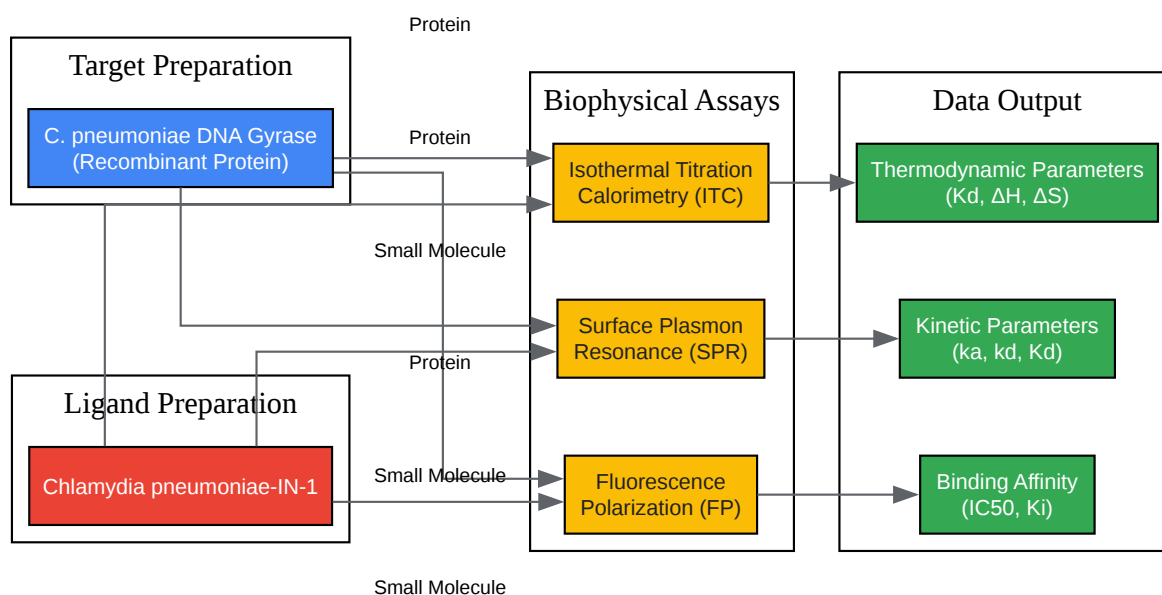 Protein
Target Preparation
C. pneumoniae DNA Gyrase
(Recombinant Protein)
Protein
Small Molecule
Protein
Ligand Preparation
Chlamydia pneumoniae-IN-1
Small Molecule
Small Molecule
Biophysical Assays
Isothermal Titration
Calorimetry (ITC)
Surface Plasmon
Resonance (SPR)
Fluorescence
Polarization (FP)
Data Output
Thermodynamic Parameters
(Kd, ΔH, ΔS)
Kinetic Parameters
(ka, kd, Kd)
Binding Affinity
(IC50, Ki)